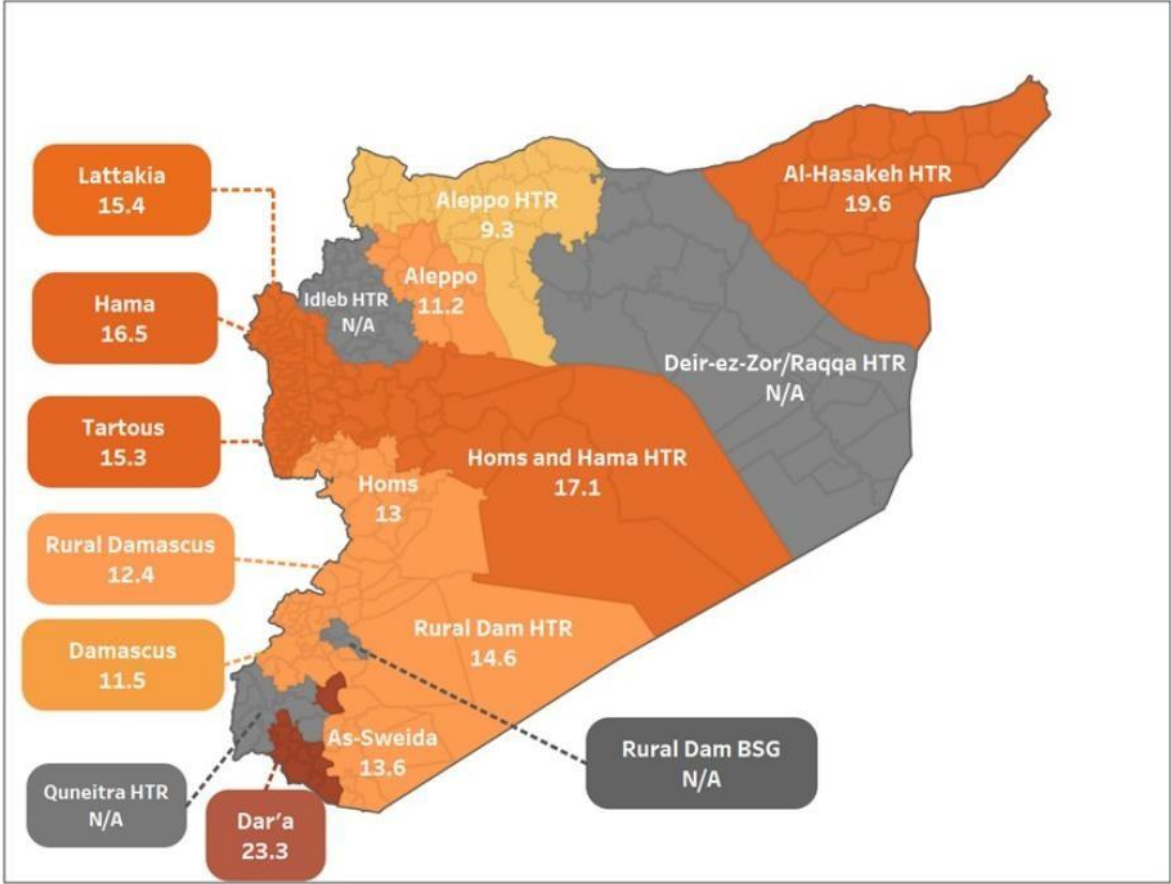 Lattakia
15.4
Hama
16.5
Tartous
15.3
Rural Damascus
12.4
Damascus
11.5
Quneitra HTR
N/A
Dar’a
23.3
Aleppo HTR
9.3
Aleppo
11.2
Idleb HTR
N/A
Al-Hasakeh HTR
19.6
Deir-ez-Zor/Raqqa HTR
N/A
Homs and Hama HTR
17.1
Homs
13
Rural Dam HTR
14.6
As-Sweida
13.6
Rural Dam BSG
N/A